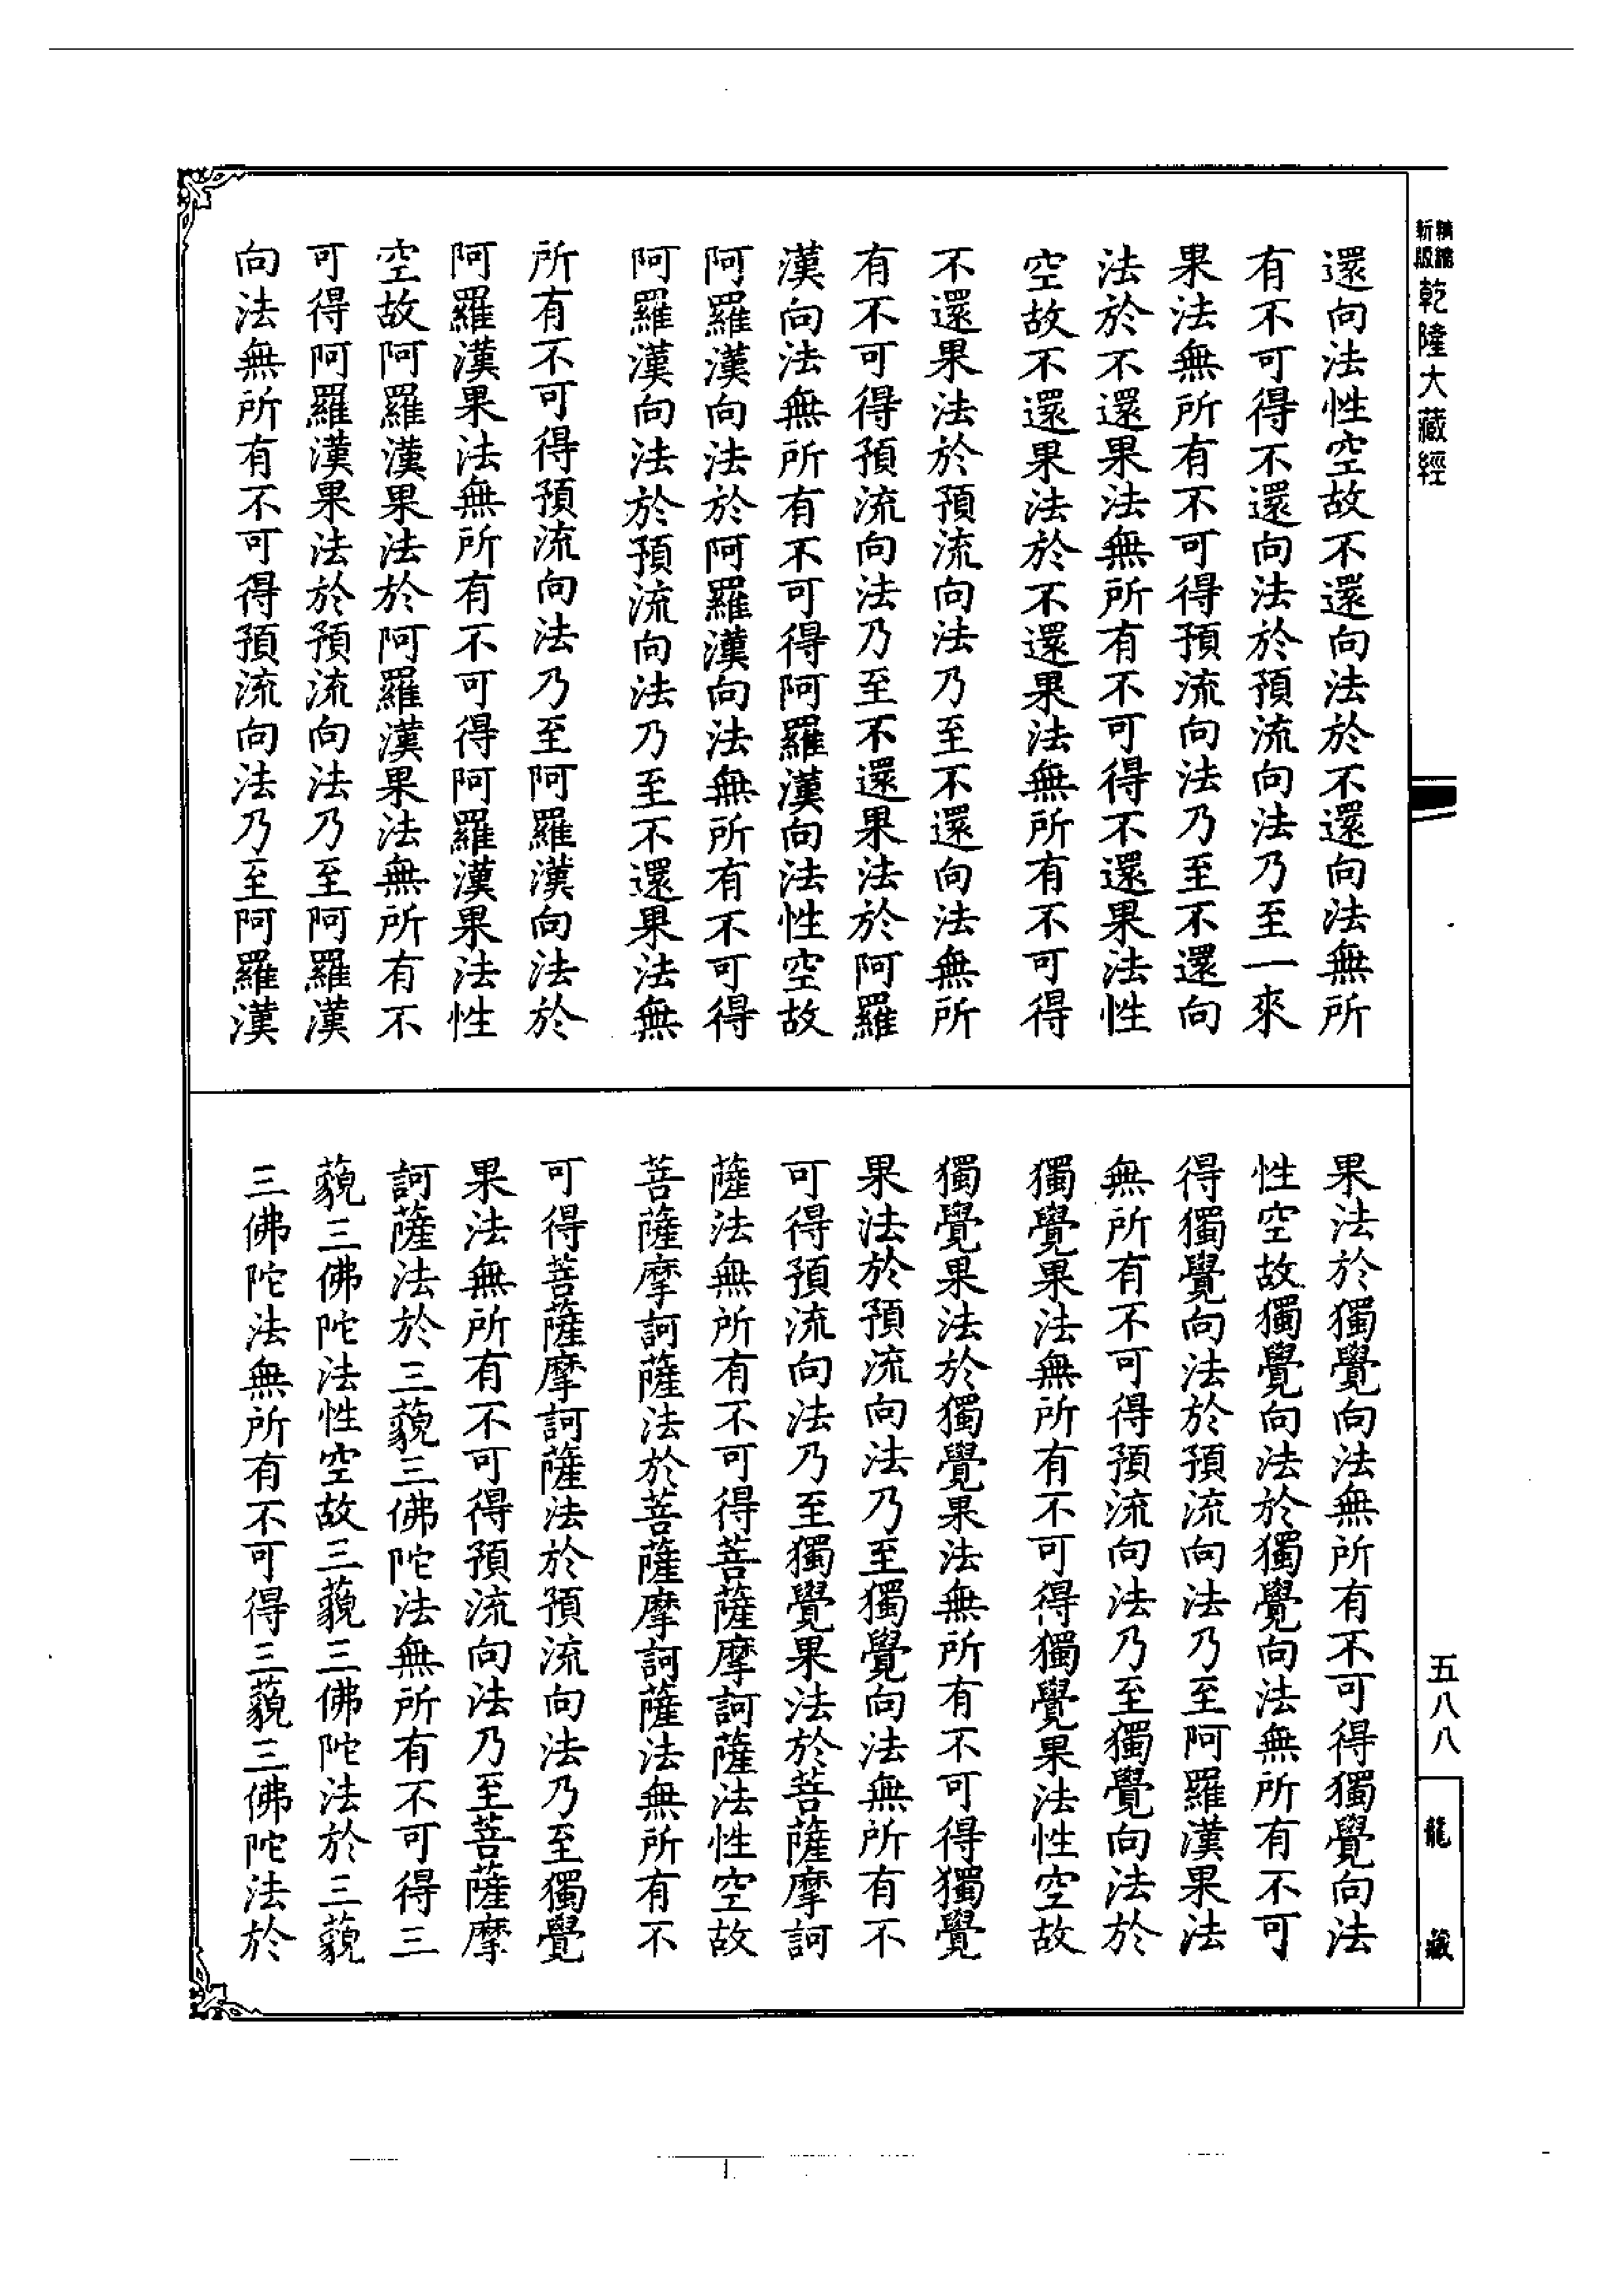 新版
精縮
乾隆大藏經
還向法性空故不還向法於不還向法無所
有不可得不還向法於預流向法乃至一來
果法無所有不可得預流向法乃至不還向
法於不還果法無所有不可得不還果法性
空故不還果法於不還果法無所有不可得
不還果法於預流向法乃至不還向法無所
有不可得預流向法乃至不還果法於阿羅
漢向法無所有不可得阿羅漢向法性空故
阿羅漢向法於阿羅漢向法無所有不可得
阿羅漢向法於預流向法乃至不還果法無
所有不可得預流向法乃至阿羅漢向法於
阿羅漢果法無所有不可得阿羅漢果法性
空故阿羅漢果法於阿羅漢果法無所有不
可得阿羅漢果法於預流向法乃至阿羅漢
向法無所有不可得預流向法乃至阿羅漢
果法於獨覺向法無所有不可得獨覺向法
性空故獨覺向法於獨覺向法無所有不可
得獨覺向法於預流向法乃至阿羅漢果法
無所有不可得預流向法乃至獨覺向法於
獨覺果法無所有不可得獨覺果法性空故
獨覺果法於獨覺果法無所有不可得獨覺
果法於預流向法乃至獨覺向法無所有不
可得預流向法乃至獨覺果法於菩薩摩訶
薩法無所有不可得菩薩摩訶薩法性空故
菩薩摩訶薩法於菩薩摩訶薩法無所有不
可得菩薩摩訶薩法於預流向法乃至獨覺
果法無所有不可得預流向法乃至菩薩摩
訶薩法於三藐三佛陀法無所有不可得三
藐三佛陀法性空故三藐三佛陀法於三藐
三佛陀法無所有不可得三藐三佛陀法於
五八八
龍藏